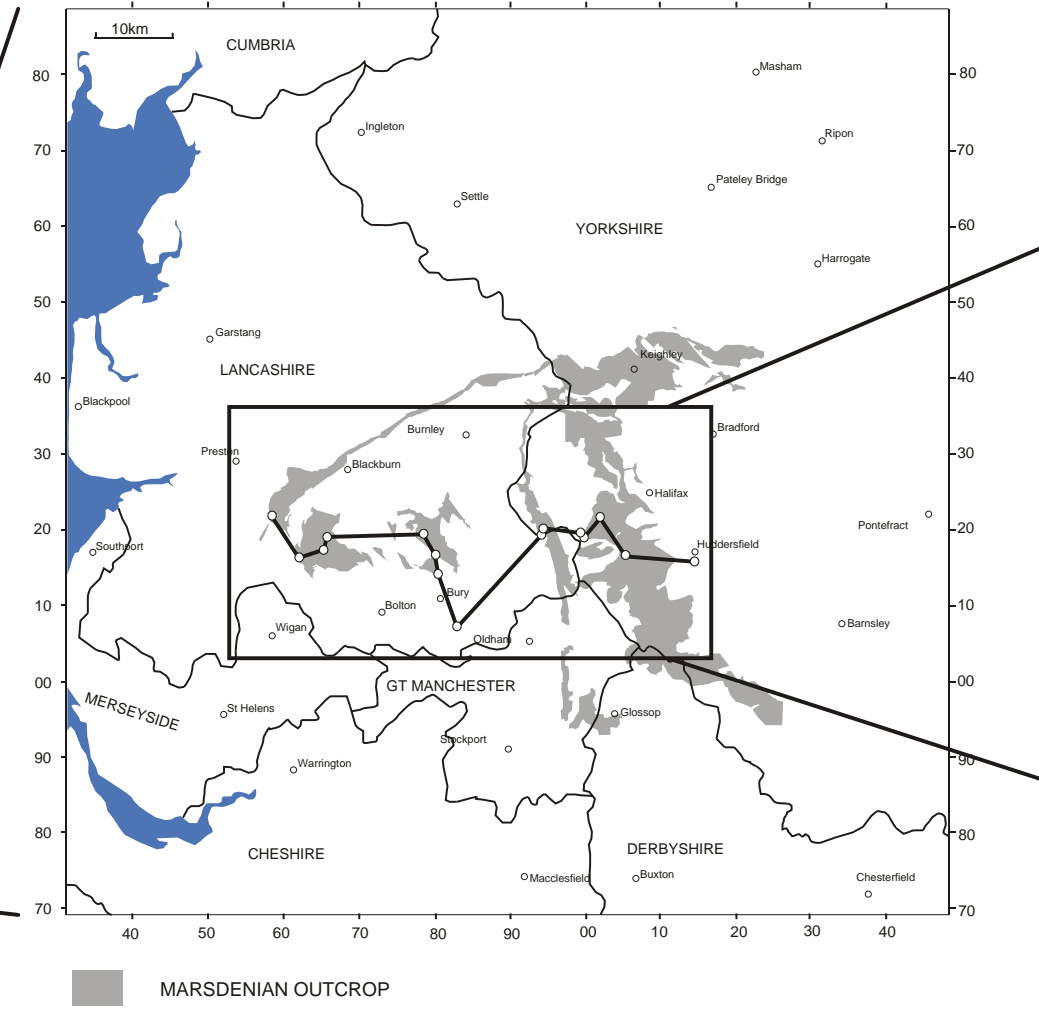 10km
CUMBRIA
Masham
80
80
Ingleton
Ripon
70
70
Pateley Bridge
Settle
60
YORKSHIRE
60
Harrogate
50
50
Garstang
Keighley
LANCASHIRE
40
40
Blackpool
Burnley
Bradford
Preston
30
30
Blackburn
Halifax
20
Pontefract
20
Southport
Huddersfield
Bury
10
Bolton
10
Barnsley
Wigan
Oldham
00
GT MANCHESTER
00
MERSEYSIDE
St Helens
Glossop
Stockport
90
Warrington
90
80
80
CHESHIRE
DERBYSHIRE
Macclesfield
Buxton
Chesterfield
70
70
40
50
60
70
80
90
00
10
20
30
40
MARSDENIAN OUTCROP